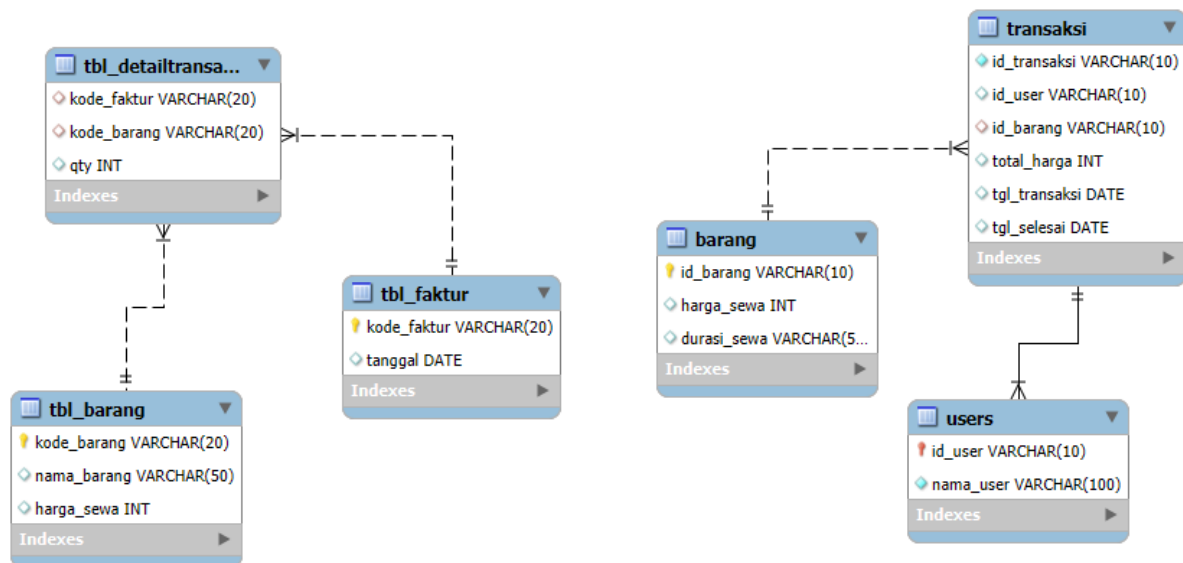 tbl_detailtransa...
kode_faktur VARCHAR(20)
kode_barang VARCHAR(20)
qty INT
Indexes
tbl_faktur
kode_faktur VARCHAR(20)
tanggal DATE
Indexes
tbl_barang
kode_barang VARCHAR(20)
nama_barang VARCHAR(50)
harga_sewa INT
Indexes
transaksi
id_transaksi VARCHAR(10)
id_user VARCHAR(10)
id_barang VARCHAR(10)
total_harga INT
tgl_transaksi DATE
tgl_selesai DATE
Indexes
barang
id_barang VARCHAR(10)
harga_sewa INT
durasi_sewa VARCHAR(5...
Indexes
users
id_user VARCHAR(10)
nama_user VARCHAR(100)
Indexes